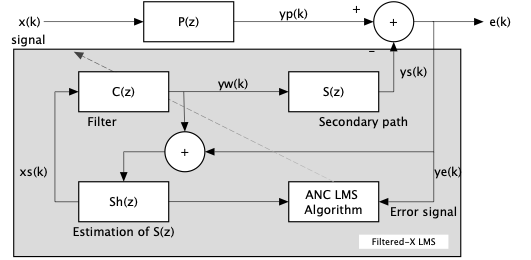 x(k)
signal
P(z)
yp(k)
+
+
e(k)
-
ys(k)
C(z)
Filter
yw(k)
S(z)
Secondary path
+
xs(k)
ye(k)
Sh(z)
Estimation of S(z)
ANC LMS
Algorithm
Error signal
Filtered-X LMS